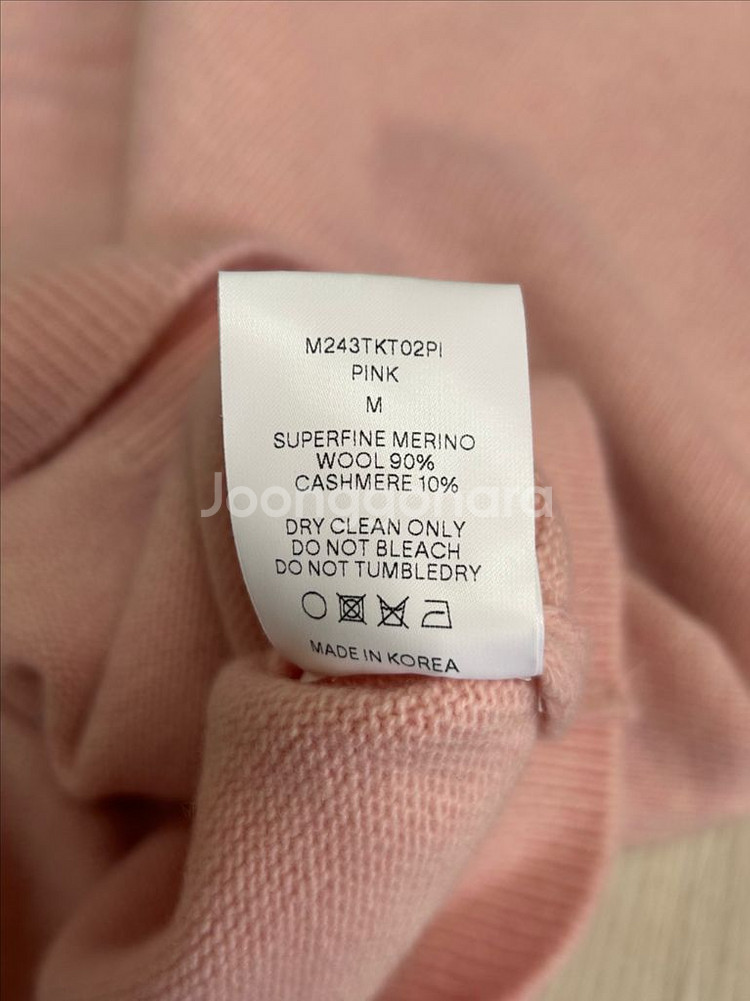 M243TKT02PI
PINK
M
SUPERFINE MERINO
WOOL 90%
CASHMERE 10%
Joonggonara
DRY CLEAN ONLY
DO NOT BLEACH
DO NOT TUMBLEDRY
MADE IN KOREA